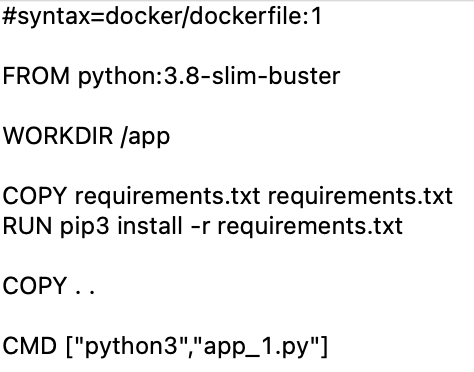 #syntax=docker/dockerfile:1
FROM python:3.8-slim-buster
WORKDIR /app
COPY requirements.txt requirements.txt
RUN pip3 install -r requirements.txt
COPY . .
CMD ["python3","app_1.py"]